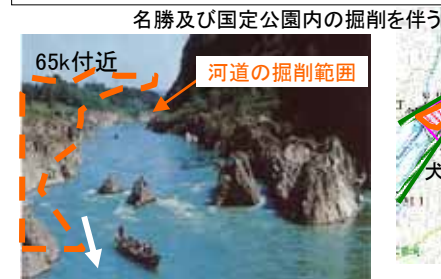 名勝及び国定公園内の掘削を伴う
65k付近
河道の掘削範囲
犬